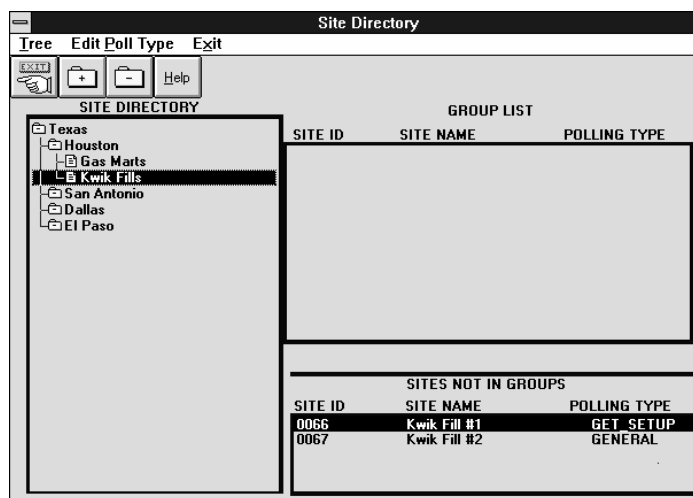 Site Directory
Tree Edit Poll Type Exit
EXIT + - Help
SITE DIRECTORY
Texas
Houston
Gas Marts
Kwik Fills
San Antonio
Dallas
El Paso
GROUP LIST
SITE ID SITE NAME POLLING TYPE
SITES NOT IN GROUPS
SITE ID SITE NAME POLLING TYPE
0066 Kwik Fill #1 GET_SETUP
0067 Kwik Fill #2 GENERAL